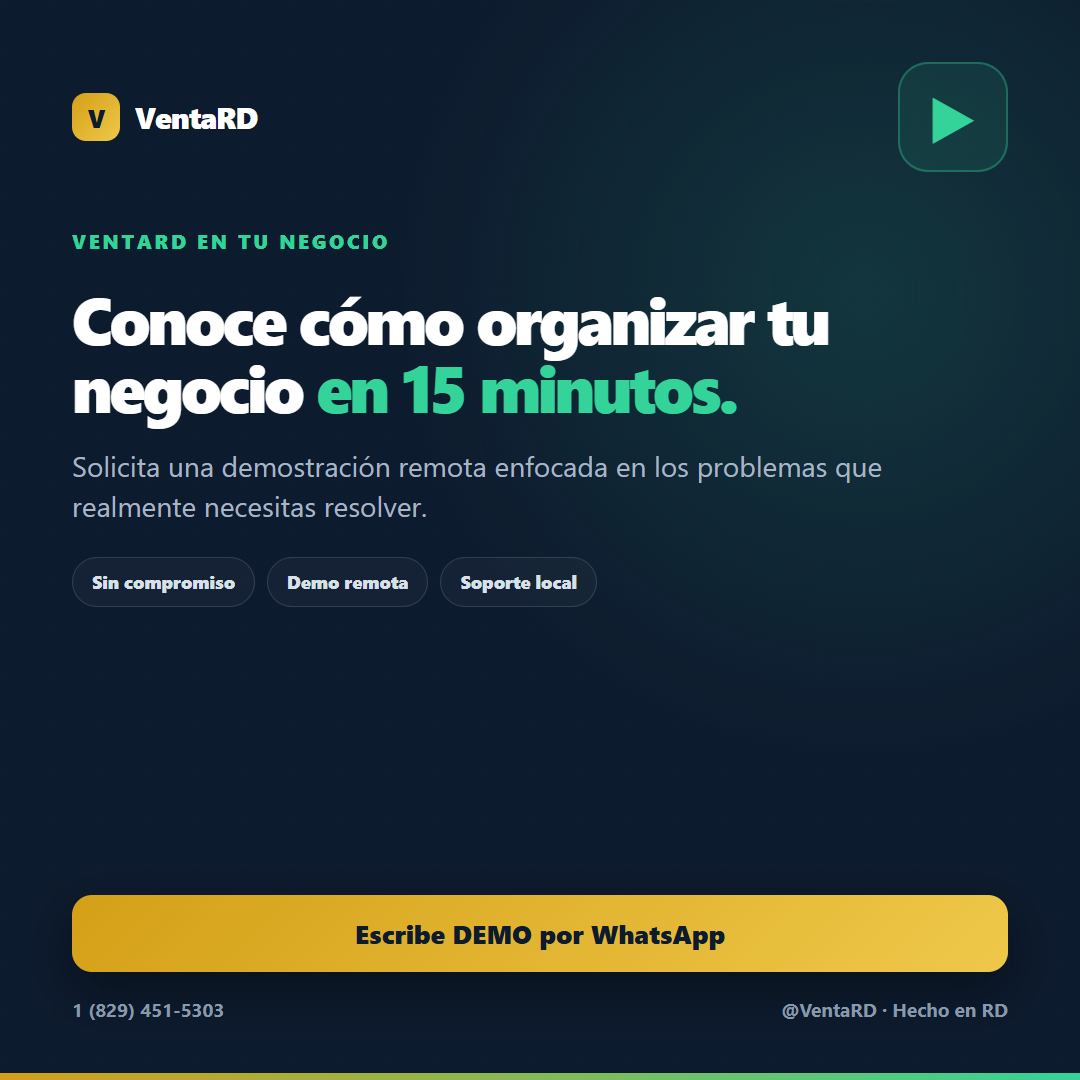 V VentaRD
VENTARD EN TU NEGOCIO
Conoce cómo organizar tu
negocio en 15 minutos.
Solicita una demostración remota enfocada en los problemas que
realmente necesitas resolver.
Sin compromiso Demo remota Soporte local
Escribe DEMO por WhatsApp
1 (829) 451-5303 @VentaRD · Hecho en RD